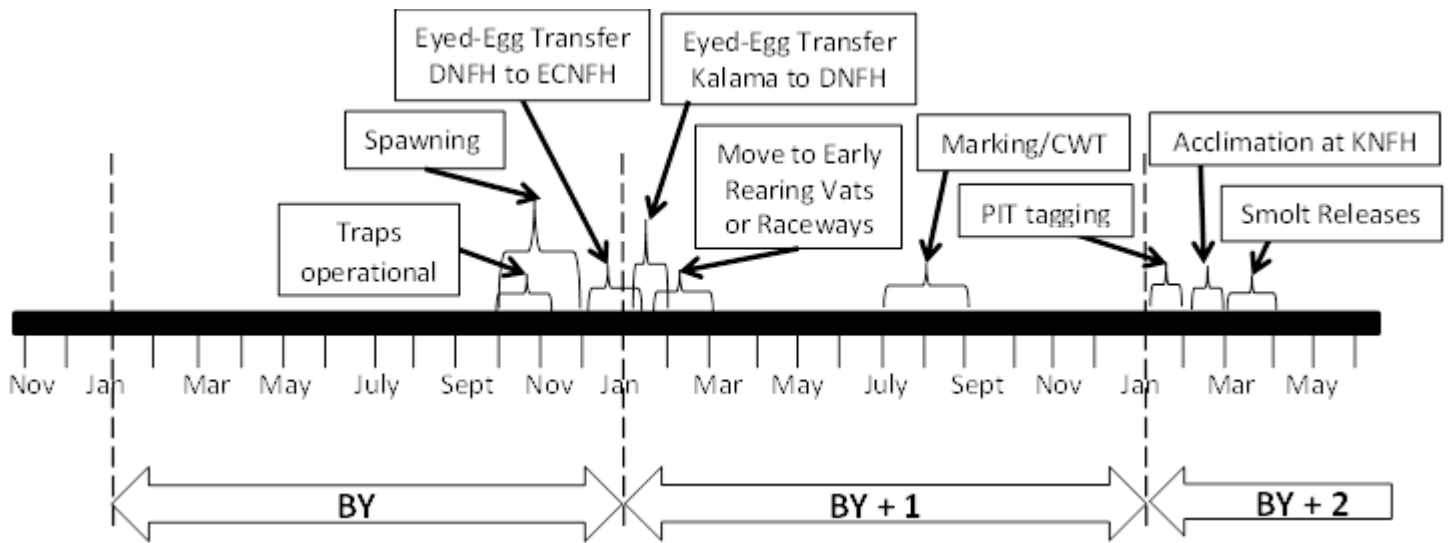 Eyed-Egg Transfer
DNFH to ECNFH
Eyed-Egg Transfer
Kalama to DNFH
Spawning
Traps
operational
Move to Early
Rearing Vats
or Raceways
Marking/CWT
PIT tagging
Acclimation at KNFH
Smolt Releases
Nov Jan Mar May July Sept Nov Jan Mar May July Sept Nov Jan Mar May
BY BY + 1 BY + 2